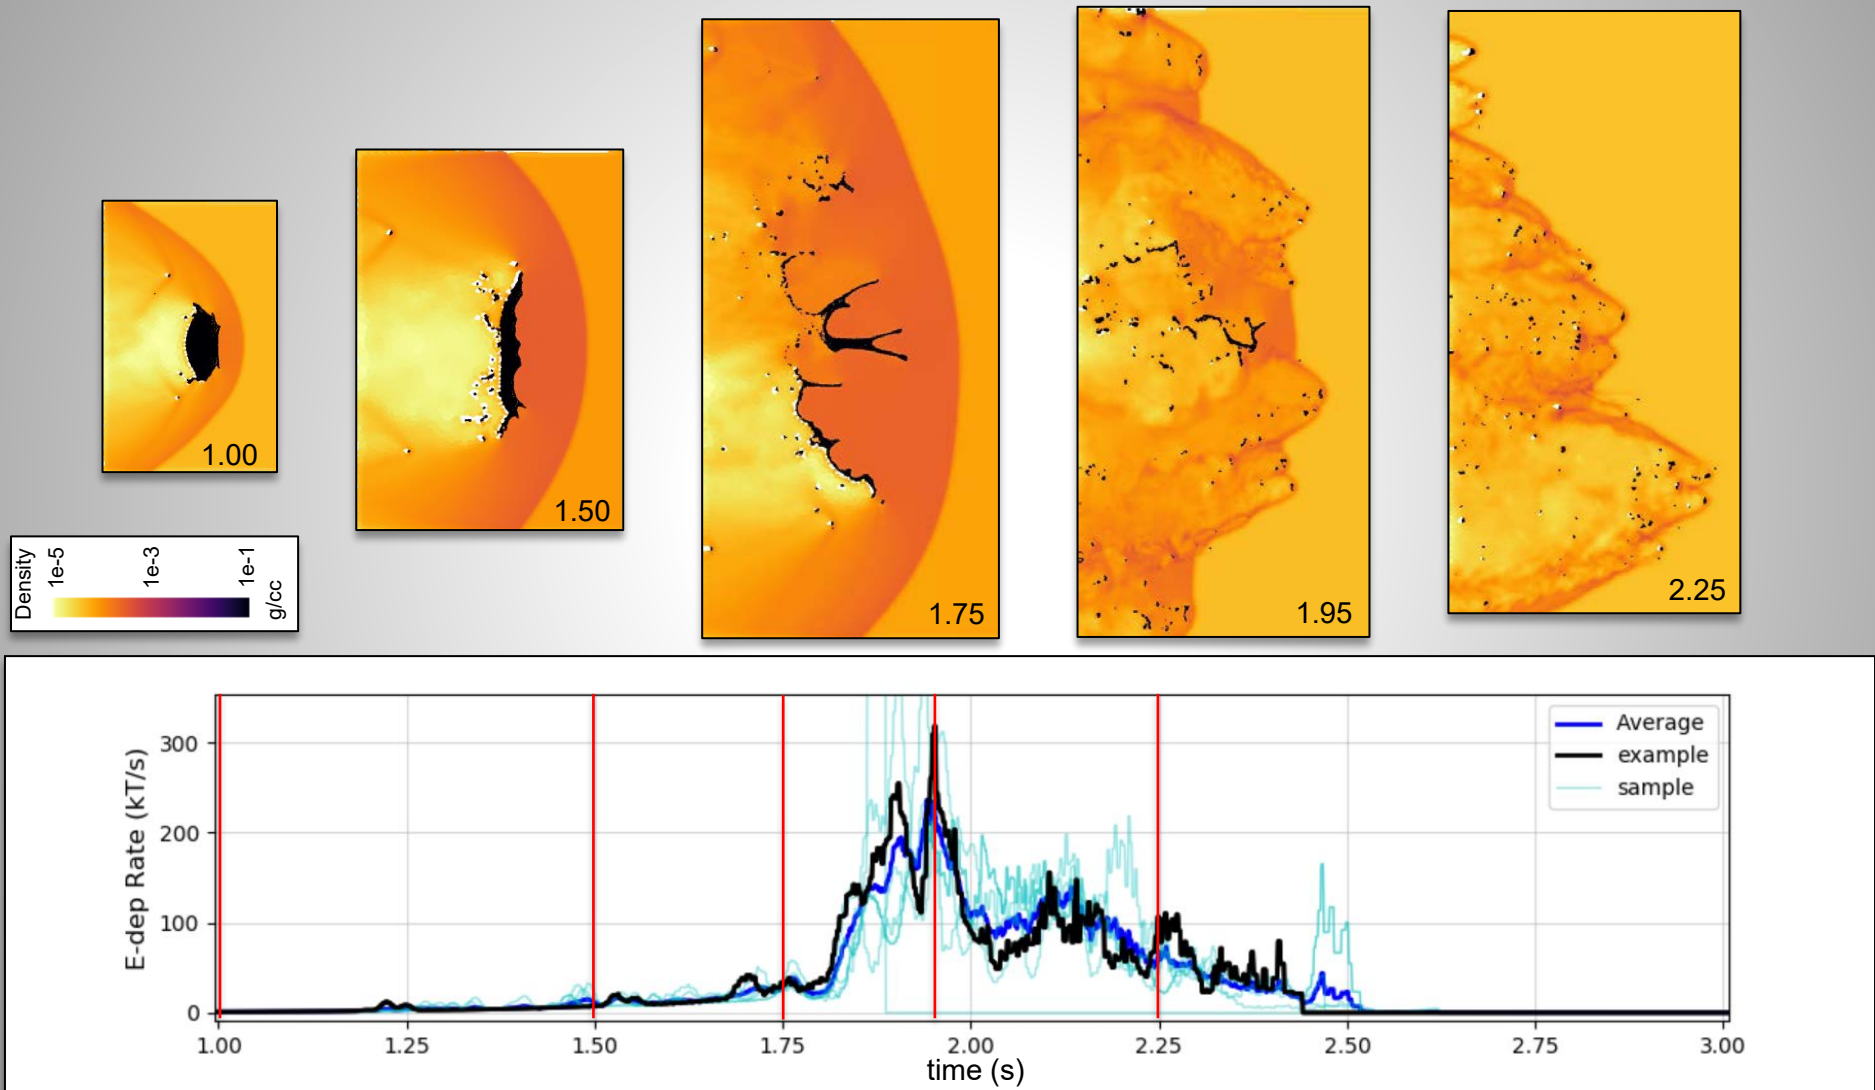 1.00
1.50
1.75
1.95
2.25
Density
1e-5
1e-3
1e-1
g/cc
E-dep Rate (kT/s)
300
200
100
0
Average
example
sample
1.00 1.25 1.50 1.75 2.00 2.25 2.50 2.75 3.00
time (s)